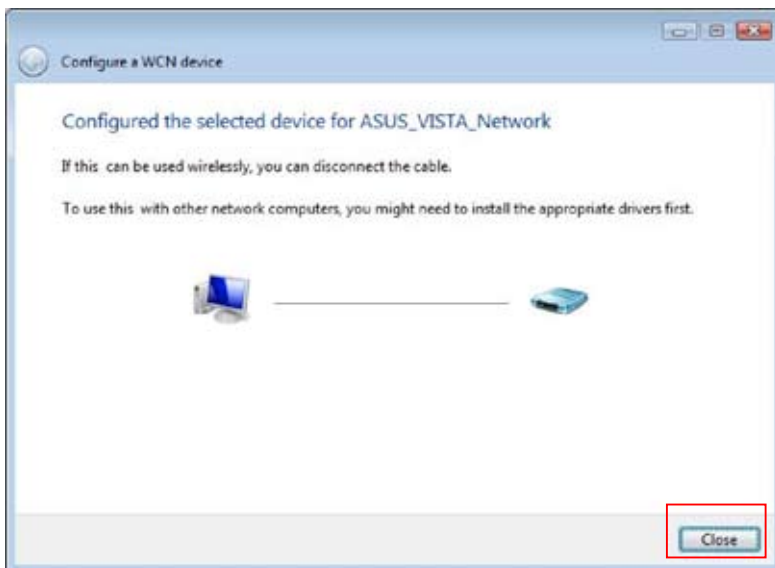 Configure a WCN device
Configured the selected device for ASUS_VISTA_Network
If this can be used wirelessly, you can disconnect the cable.
To use this with other network computers, you might need to install the appropriate drivers first.
Close